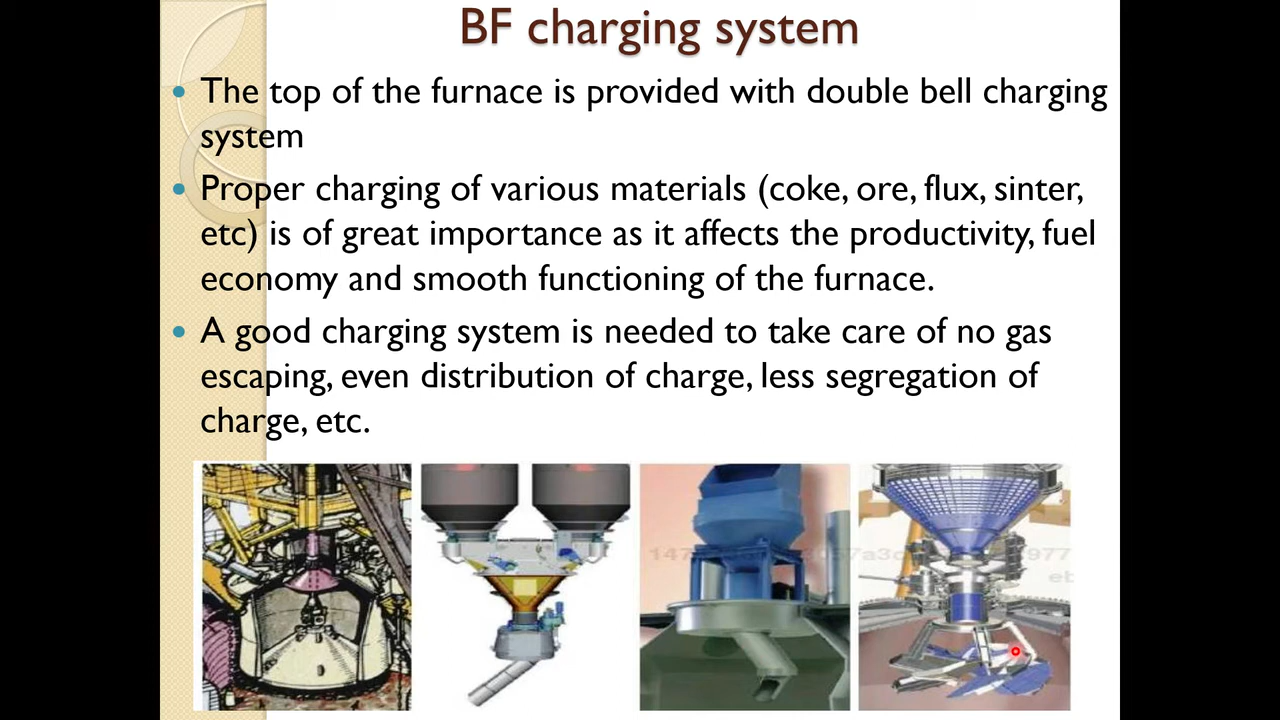 BF charging system
The top of the furnace is provided with double bell charging
system
Proper charging of various materials (coke, ore, flux, sinter,
etc) is of great importance as it affects the productivity, fuel
economy and smooth functioning of the furnace.
A good charging system is needed to take care of no gas
escaping, even distribution of charge, less segregation of
charge, etc.